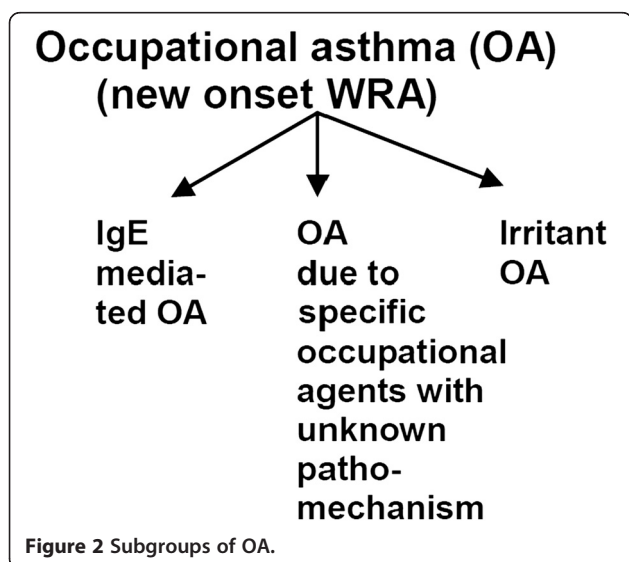 Occupational asthma (OA)
(new onset WRA)
IgE
media-
ted OA
OA
due to
specific
occupational
agents with
unknown
patho-
mechanism
Irritant
OA
Figure 2 Subgroups of OA.